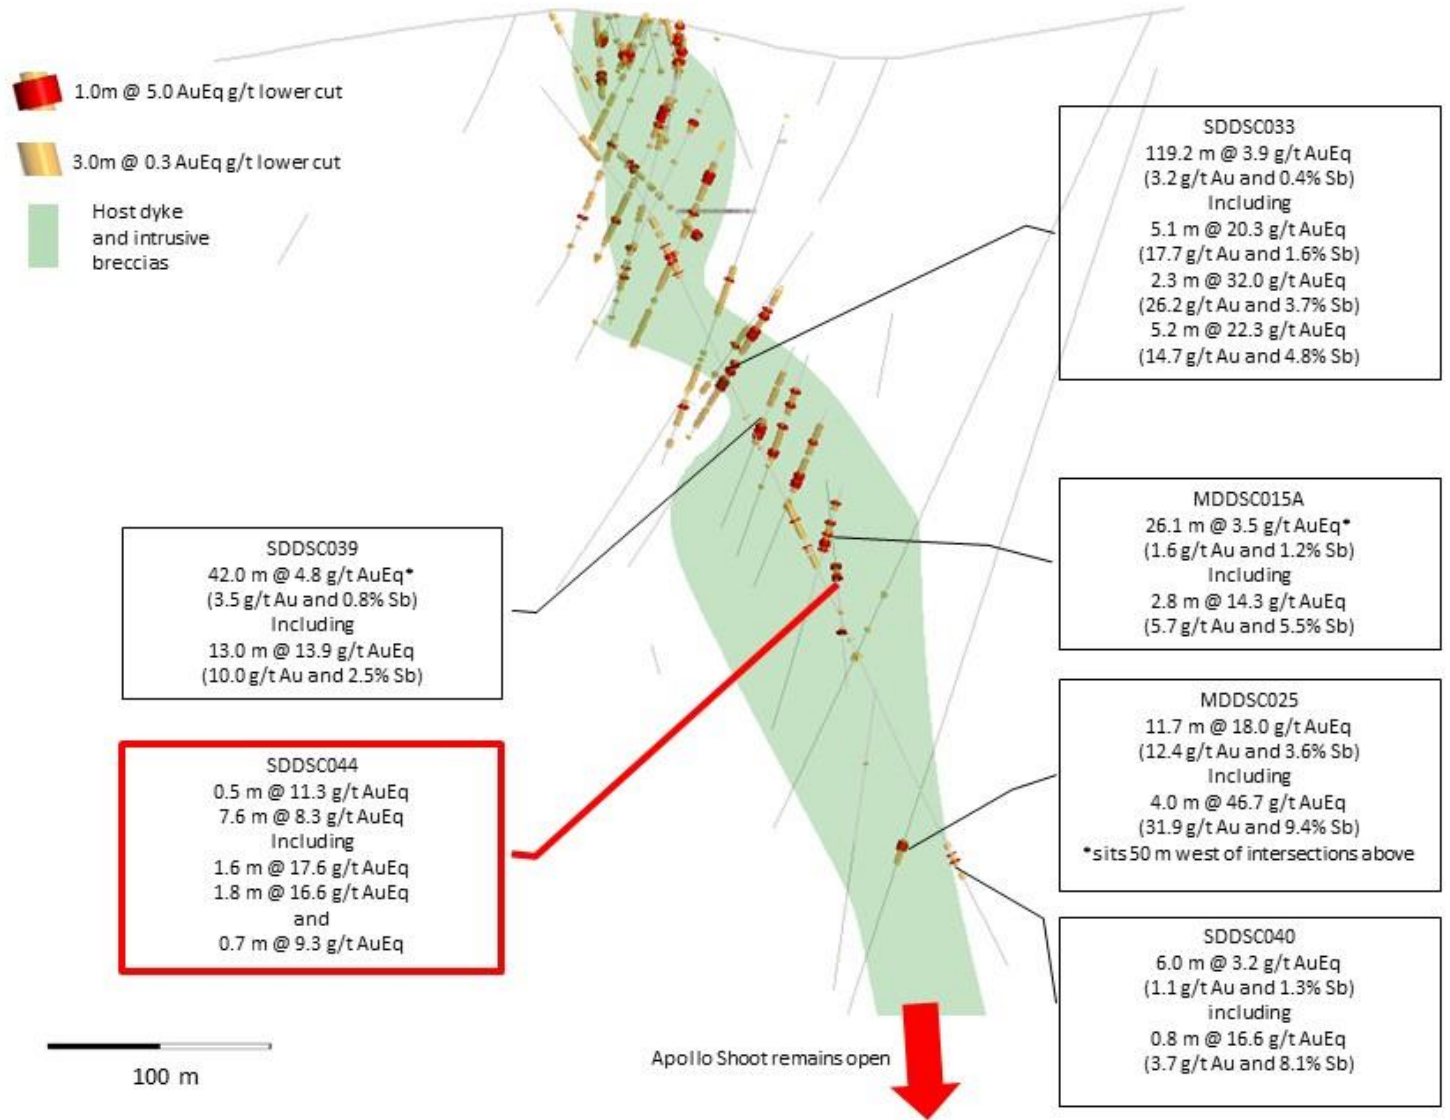 1.0m @ 5.0 AuEq g/t lower cut
3.0m @ 0.3 AuEq g/t lower cut
Host dyke
and intrusive
breccias
SDDSC033
119.2 m @ 3.9 g/t AuEq
(3.2 g/t Au and 0.4% Sb)
Including
5.1 m @ 20.3 g/t AuEq
(17.7 g/t Au and 1.6% Sb)
2.3 m @ 32.0 g/t AuEq
(26.2 g/t Au and 3.7% Sb)
5.2 m @ 22.3 g/t AuEq
(14.7 g/t Au and 4.8% Sb)
SDDSC039
42.0 m @ 4.8 g/t AuEq*
(3.5 g/t Au and 0.8% Sb)
Including
13.0 m @ 13.9 g/t AuEq
(10.0 g/t Au and 2.5% Sb)
MDDSC015A
26.1 m @ 3.5 g/t AuEq*
(1.6 g/t Au and 1.2% Sb)
Including
2.8 m @ 14.3 g/t AuEq
(5.7 g/t Au and 5.5% Sb)
SDDSC044
0.5 m @ 11.3 g/t AuEq
7.6 m @ 8.3 g/t AuEq
Including
1.6 m @ 17.6 g/t AuEq
1.8 m @ 16.6 g/t AuEq
and
0.7 m @ 9.3 g/t AuEq
MDDSC025
11.7 m @ 18.0 g/t AuEq
(12.4 g/t Au and 3.6% Sb)
Including
4.0 m @ 46.7 g/t AuEq
(31.9 g/t Au and 9.4% Sb)
*sits 50 m west of intersections above
SDDSC040
6.0 m @ 3.2 g/t AuEq
(1.1 g/t Au and 1.3% Sb)
including
0.8 m @ 16.6 g/t AuEq
(3.7 g/t Au and 8.1% Sb)
100 m
Apollo Shoot remains open